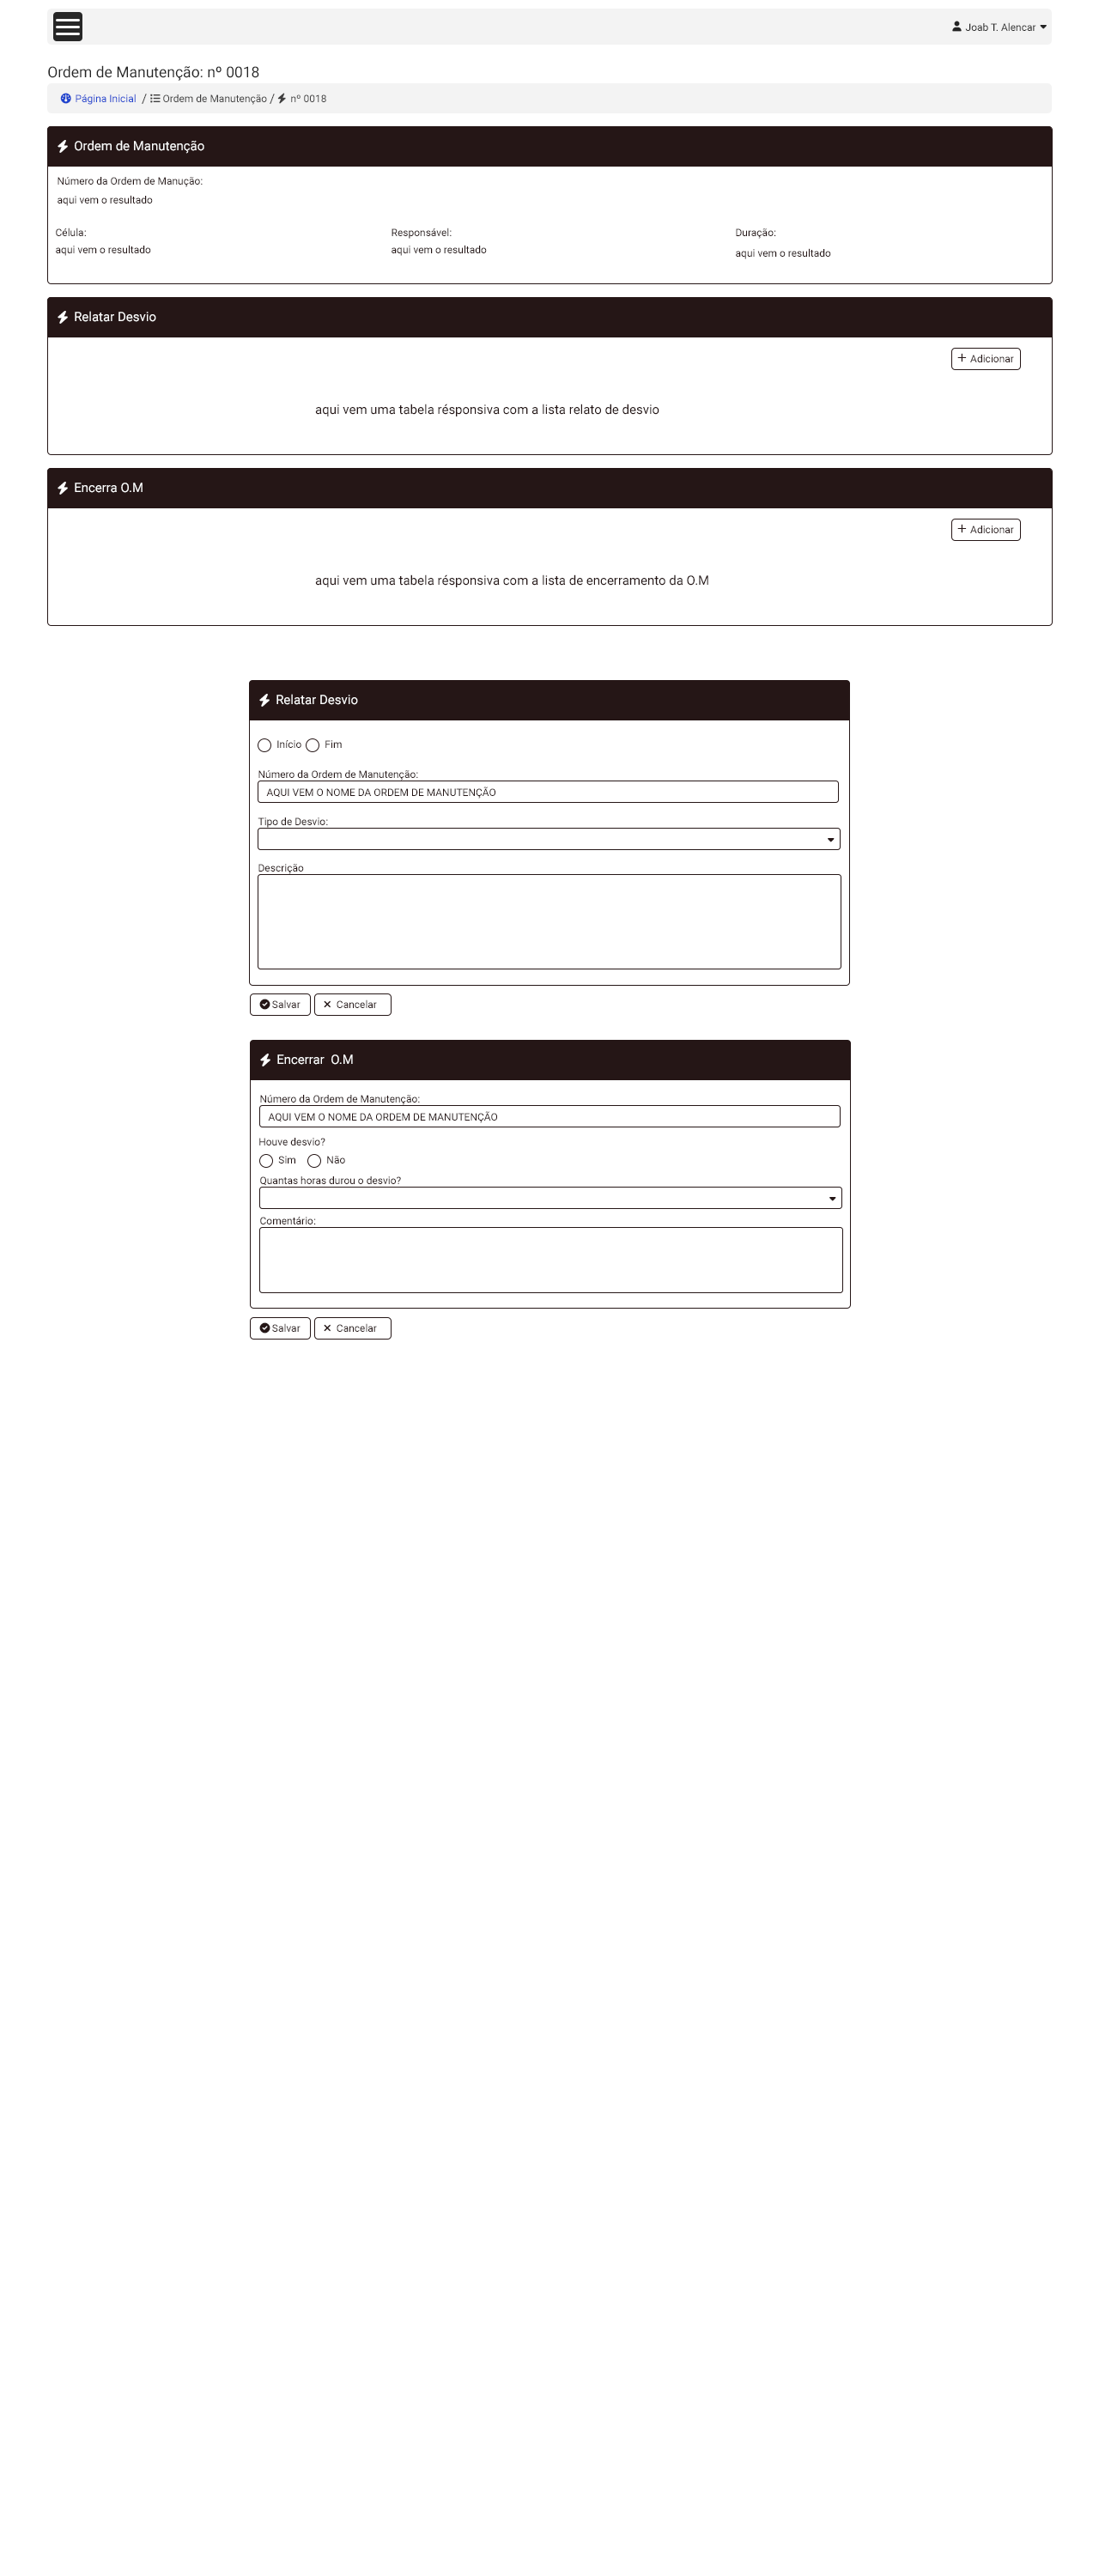 Joab T. Alencar
Ordem de Manutenção: nº 0018
Página Inicial / Ordem de Manutenção / nº 0018
Ordem de Manutenção
Número da Ordem de Manução:
aqui vem o resultado
Célula: Responsável: Duração:
aqui vem o resultado aqui vem o resultado aqui vem o resultado
Relatar Desvio
Adicionar
aqui vem uma tabela résponsiva com a lista relato de desvio
Encerra O.M
Adicionar
aqui vem uma tabela résponsiva com a lista de encerramento da O.M
Relatar Desvio
Início Fim
Número da Ordem de Manutenção:
AQUI VEM O NOME DA ORDEM DE MANUTENÇÃO
Tipo de Desvio:
Descrição
Salvar Cancelar
Encerrar O.M
Número da Ordem de Manutenção:
AQUI VEM O NOME DA ORDEM DE MANUTENÇÃO
Houve desvio?
Sim Não
Quantas horas durou o desvio?
Comentário:
Salvar Cancelar